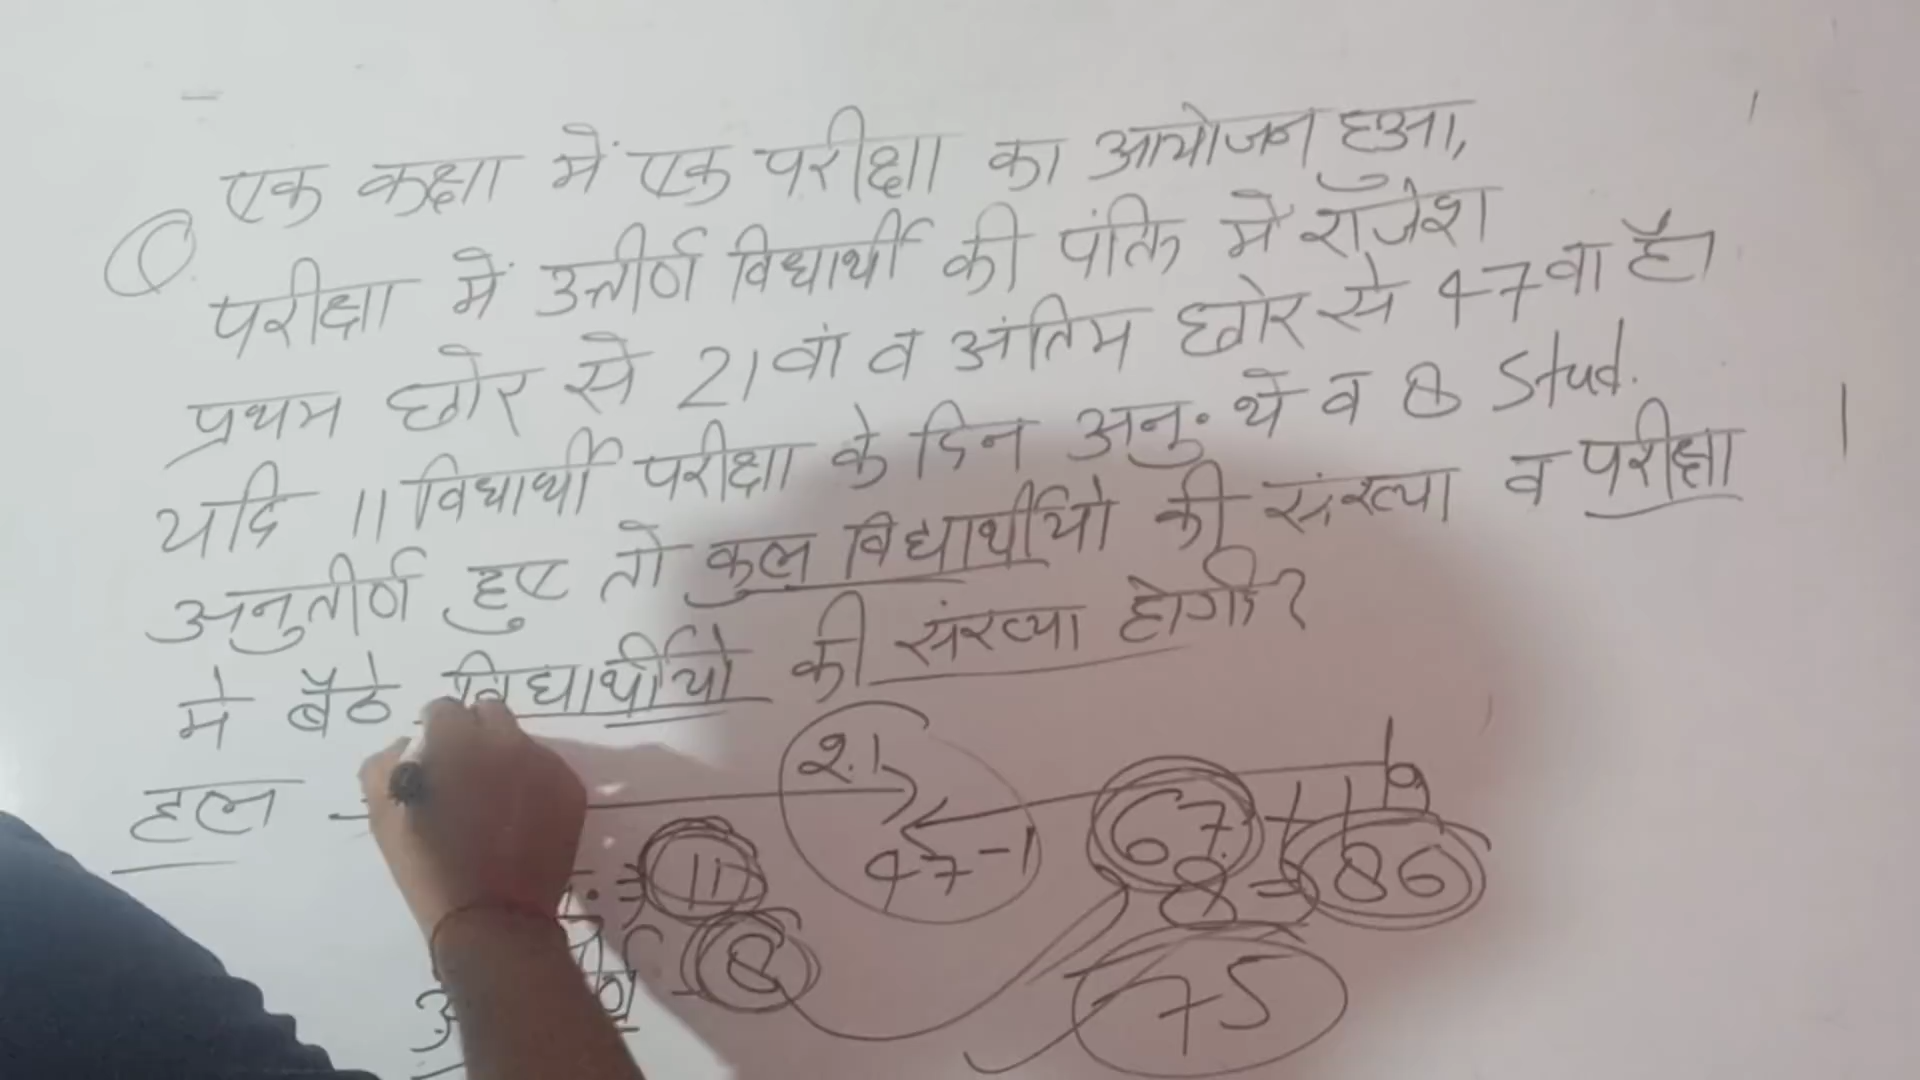 एक कक्षा में एक परीक्षा का आयोजन हुआ,
परीक्षा में उत्तीर्ण विधार्थी की पंक्ति में राजेश
प्रथम छोर से 21वां व अंतिम छोर से 47वा है।
यदि 11 विधार्थी परीक्षा के दिन अनु. थे व 8 Stud.
अनुतीर्ण हुए तो कुल विद्यार्थीयो की संख्या व परीक्षा
मे बैठे विद्यार्थीयो की संख्या होगी?
हल
21
47-1
67
11
8
86
8
75